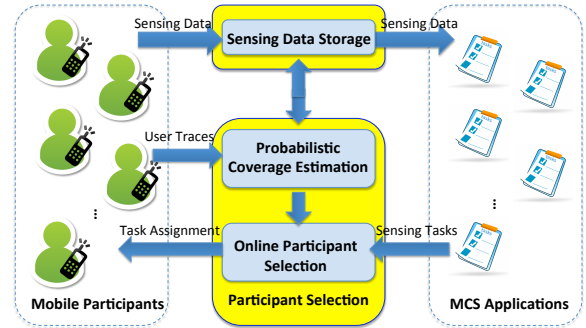 Sensing Data
Sensing Data Storage
Sensing Data
User Traces
Probabilistic
Coverage Estimation
Task Assignment
Online Participant
Selection
Sensing Tasks
Mobile Participants
Participant Selection
MCS Applications